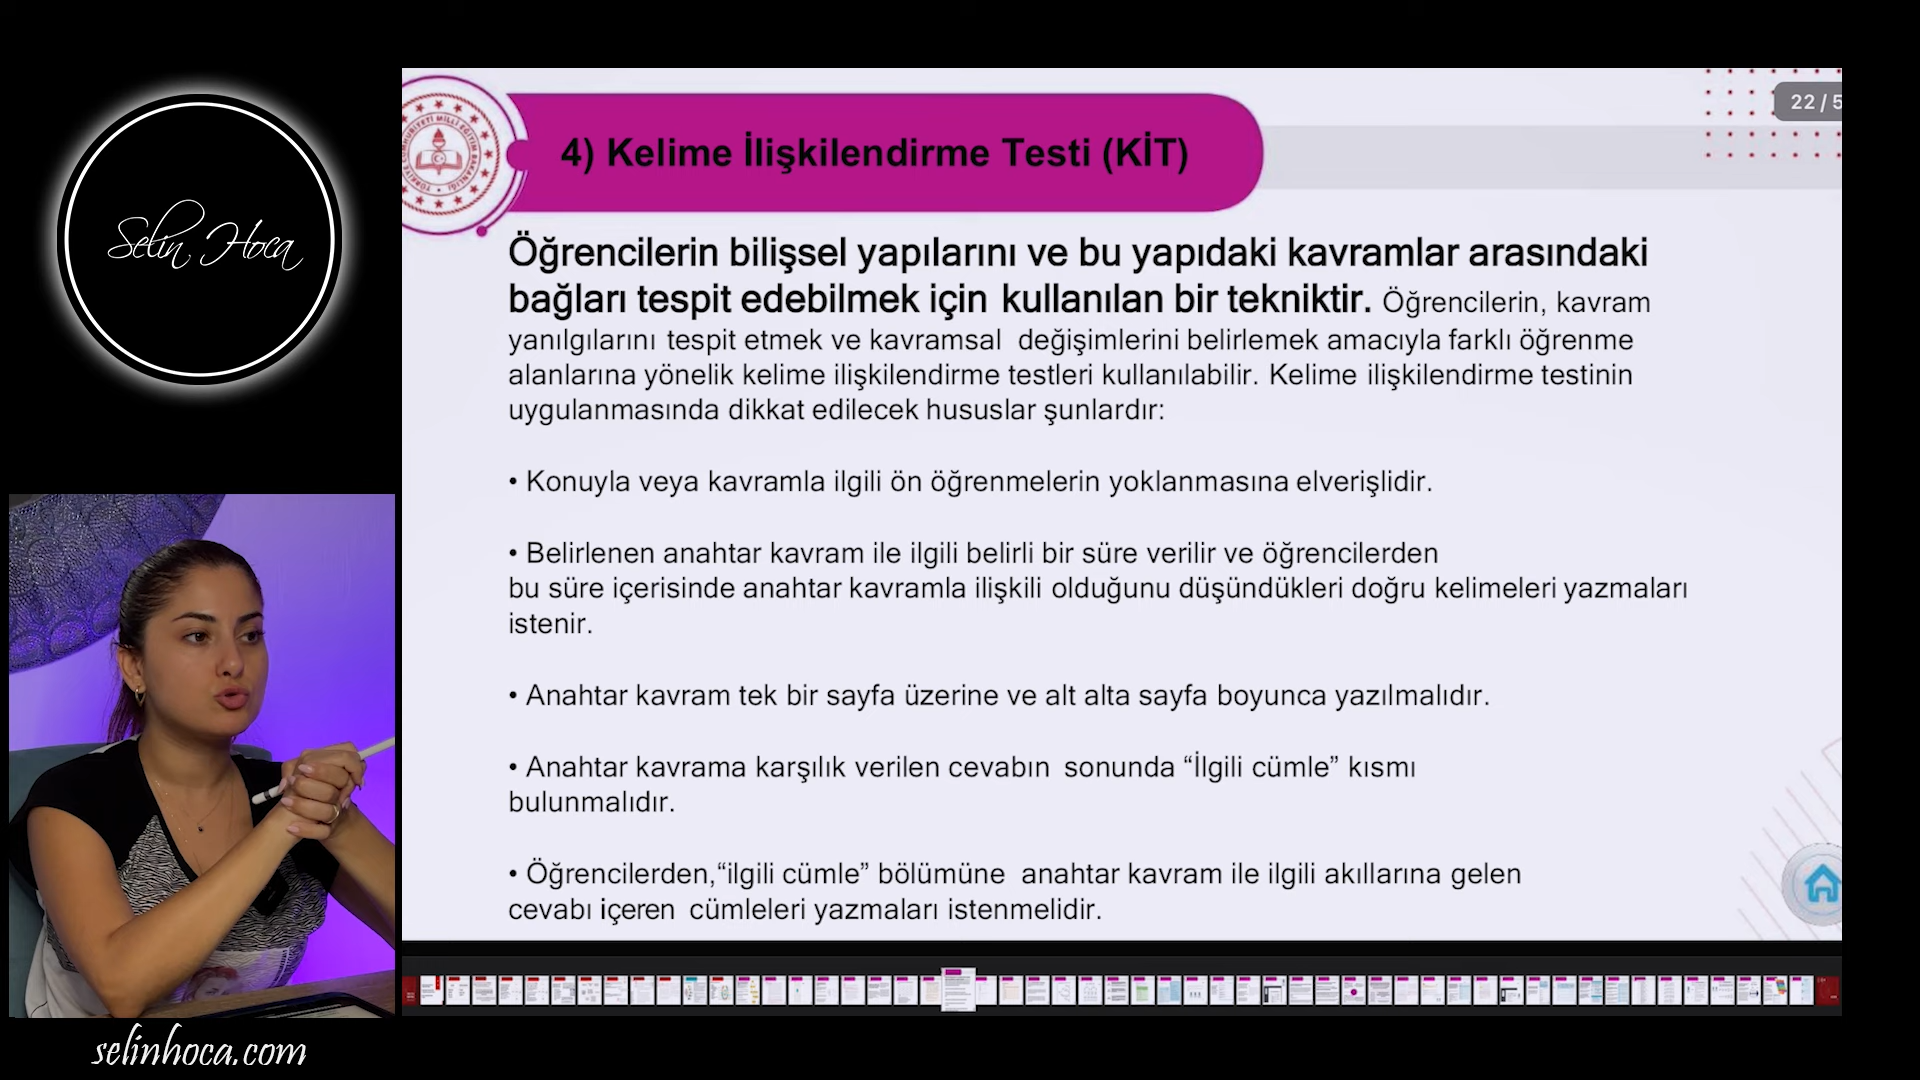 Selin Hoca
22 / 5
4) Kelime İlişkilendirme Testi (KİT)
Öğrencilerin bilişsel yapılarını ve bu yapıdaki kavramlar arasındaki
bağları tespit edebilmek için kullanılan bir tekniktir. Öğrencilerin, kavram
yanılgılarını tespit etmek ve kavramsal değişimlerini belirlemek amacıyla farklı öğrenme
alanlarına yönelik kelime ilişkilendirme testleri kullanılabilir. Kelime ilişkilendirme testinin
uygulanmasında dikkat edilecek hususlar şunlardır:
• Konuyla veya kavramla ilgili ön öğrenmelerin yoklanmasına elverişlidir.
• Belirlenen anahtar kavram ile ilgili belirli bir süre verilir ve öğrencilerden
bu süre içerisinde anahtar kavramla ilişkili olduğunu düşündükleri doğru kelimeleri yazmaları
istenir.
• Anahtar kavram tek bir sayfa üzerine ve alt alta sayfa boyunca yazılmalıdır.
• Anahtar kavrama karşılık verilen cevabın sonunda “İlgili cümle” kısmı
bulunmalıdır.
• Öğrencilerden,“ilgili cümle” bölümüne anahtar kavram ile ilgili akıllarına gelen
cevabı içeren cümleleri yazmaları istenmelidir.
selinhoca.com